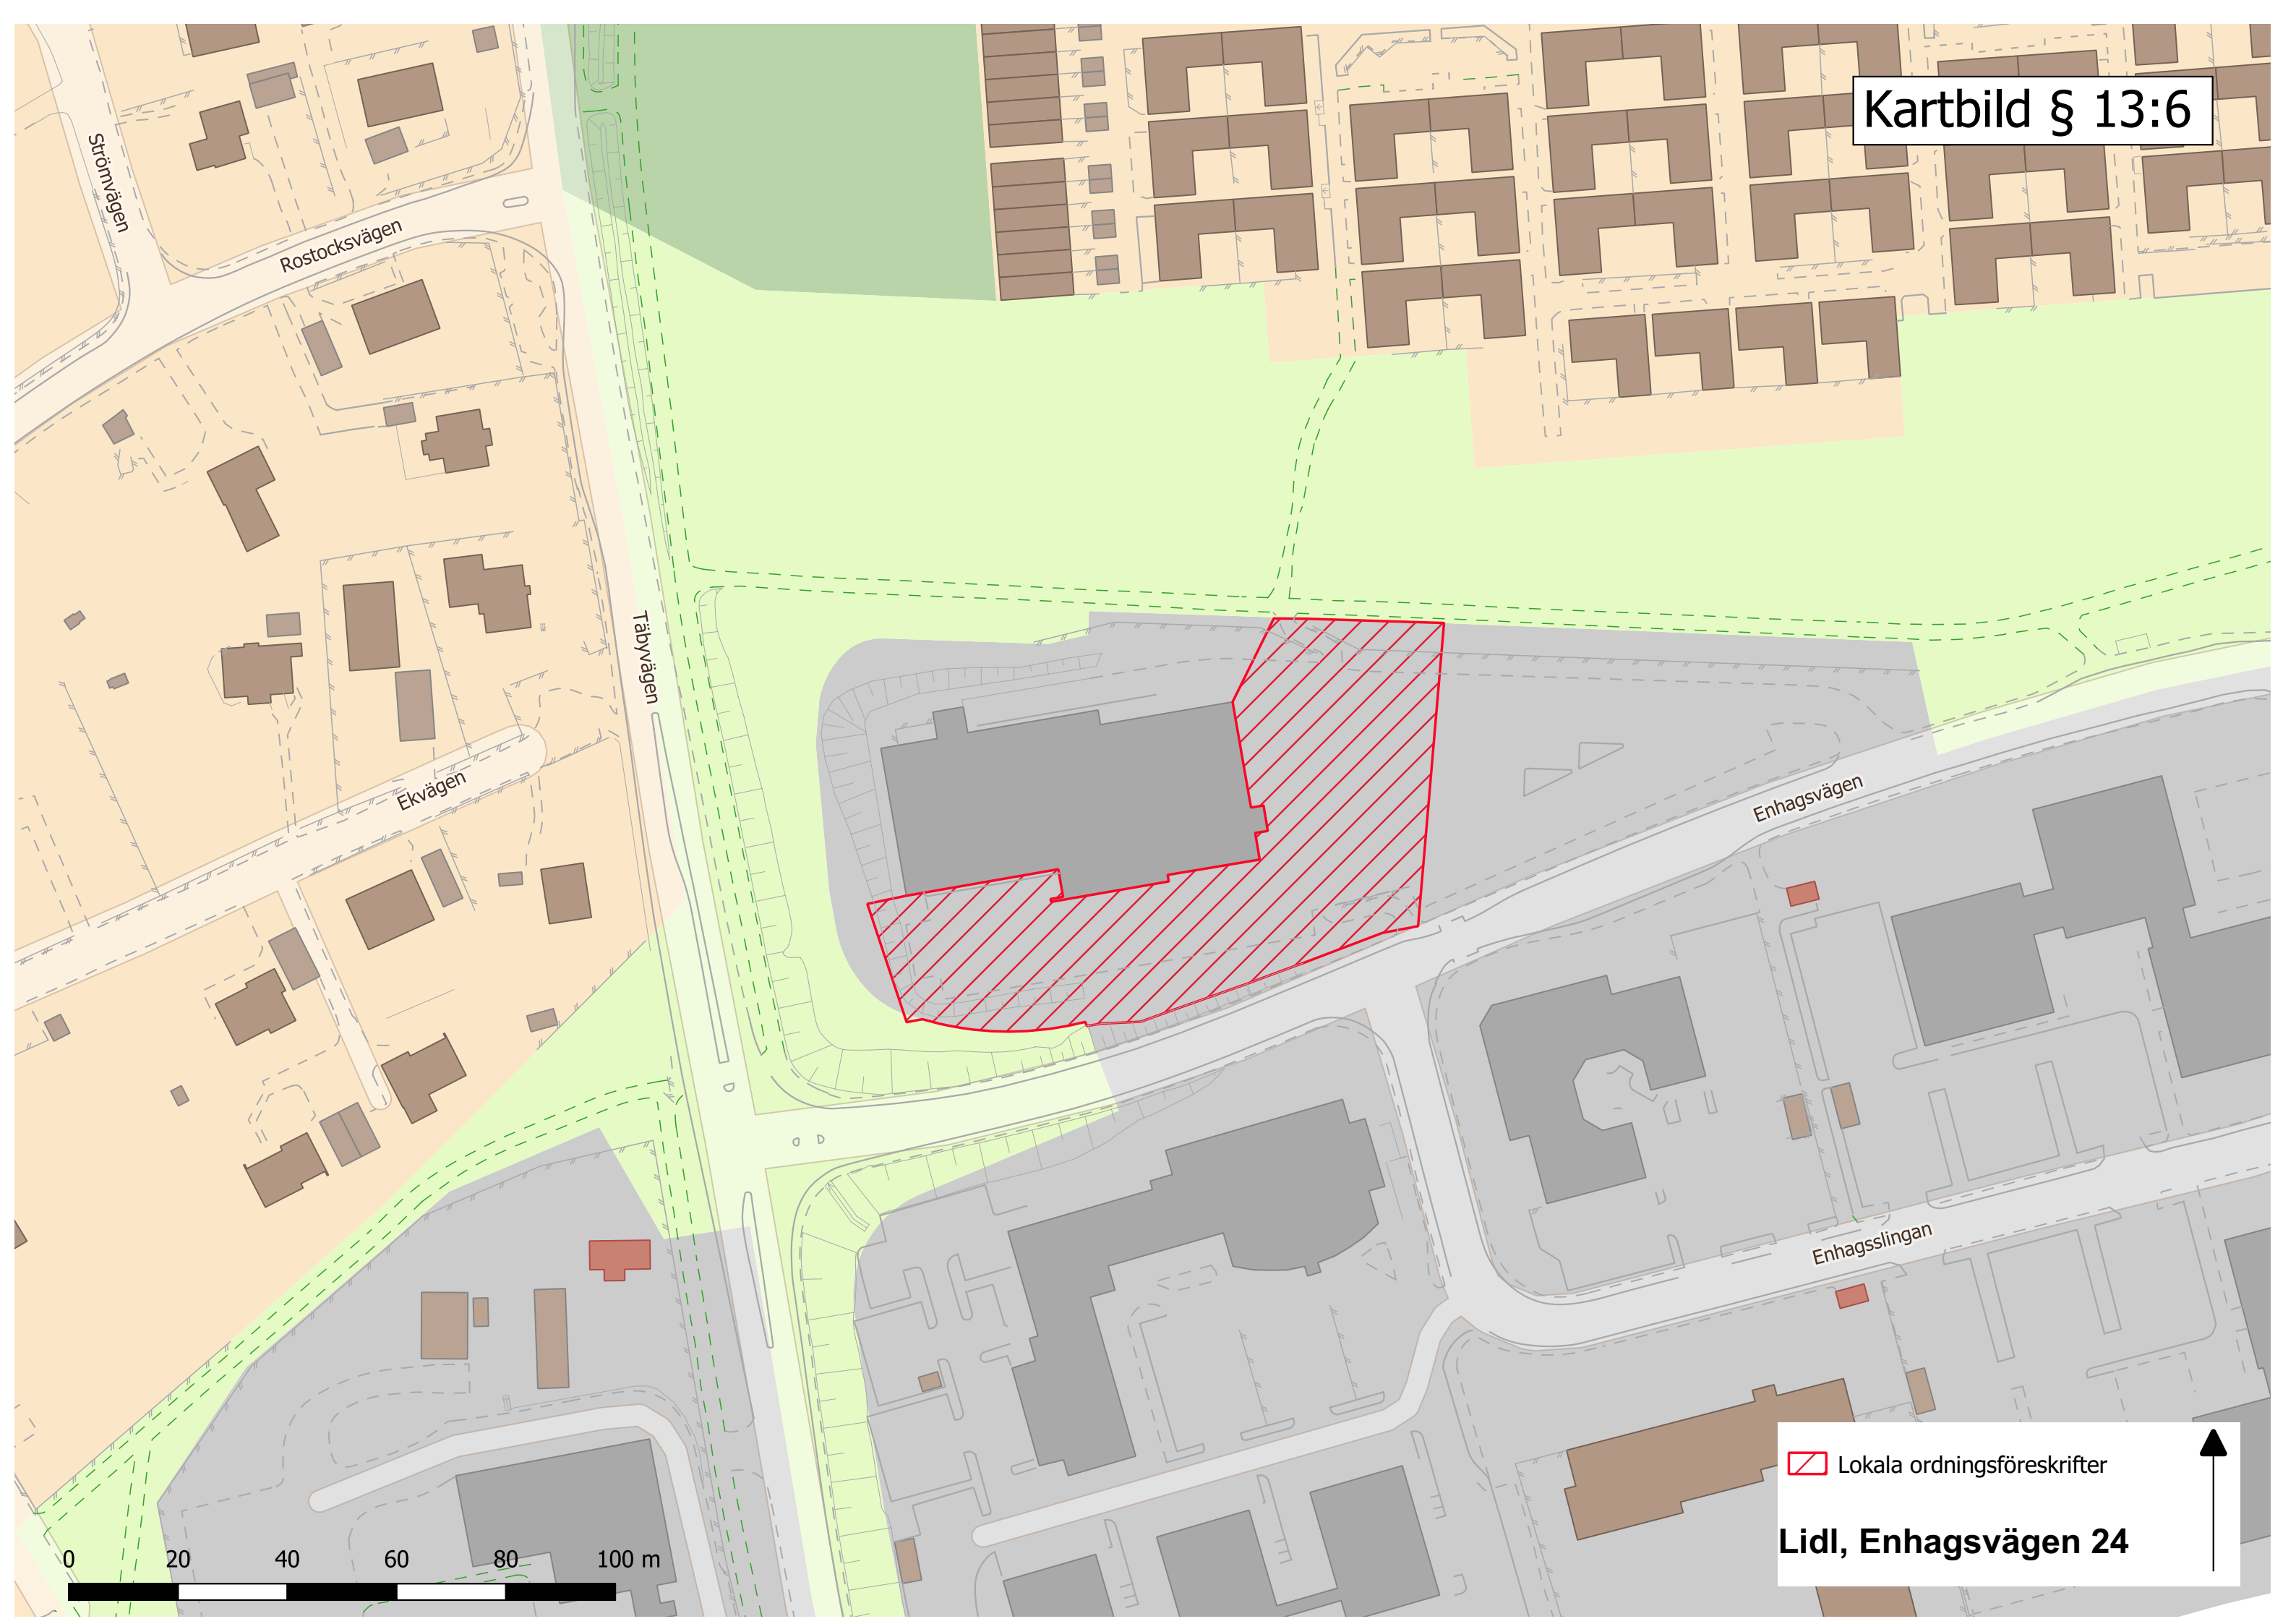 Kartbild § 13:6
Strömvägen
Rostocksvägen
Täbyvägen
Ekvägen
Enhagsvägen
Enhagsslingan
Lokala ordningsföreskrifter
Lidl, Enhagsvägen 24
0 20 40 60 80 100 m